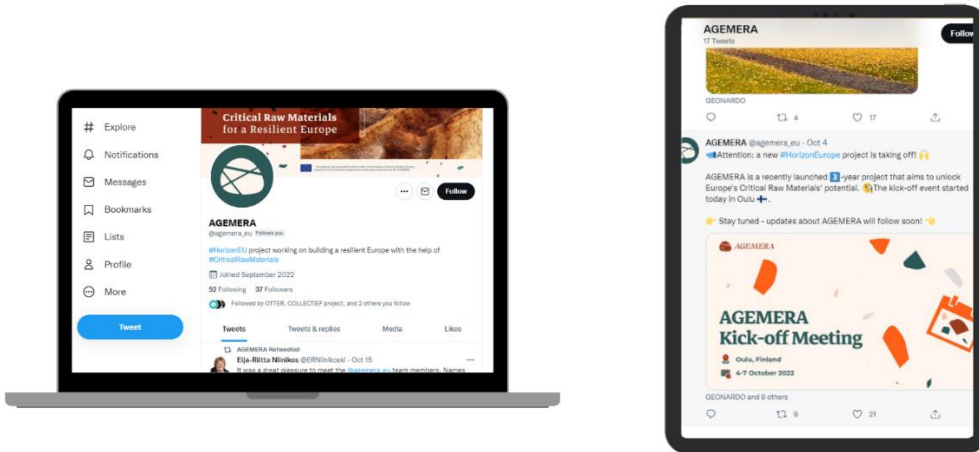 Critical Raw Materials
for a Resilient Europe
Explore
Notifications
Messages
Bookmarks
Lists
Profile
More
Tweet
Follow
AGEMERA
@agemera_eu Follows you
#HorizonEU project working on building a resilient Europe with the help of
#CriticalRawMaterials
Joined September 2022
52 Following 37 Followers
Followed by OTTER, COLLECTIEF project, and 2 others you follow
Tweets Tweets & replies Media Likes
AGEMERA Retweeted
Eija-Riitta Niinikos @ERNiinikoski · Oct 15
It was a great pleasure to meet the @agemera_eu team members. Names
AGEMERA
17 Tweets
Follow
GEONARDO
4 17
AGEMERA @agemera_eu · Oct 4
Attention: a new #HorizonEurope project is taking off!
AGEMERA is a recently launched 3-year project that aims to unlock
Europe's Critical Raw Materials' potential. The kick-off event started
today in Oulu
Stay tuned - updates about AGEMERA will follow soon!
AGEMERA
AGEMERA
Kick-off Meeting
Oulu, Finland
4-7 October 2022
GEONARDO and 9 others
9 21